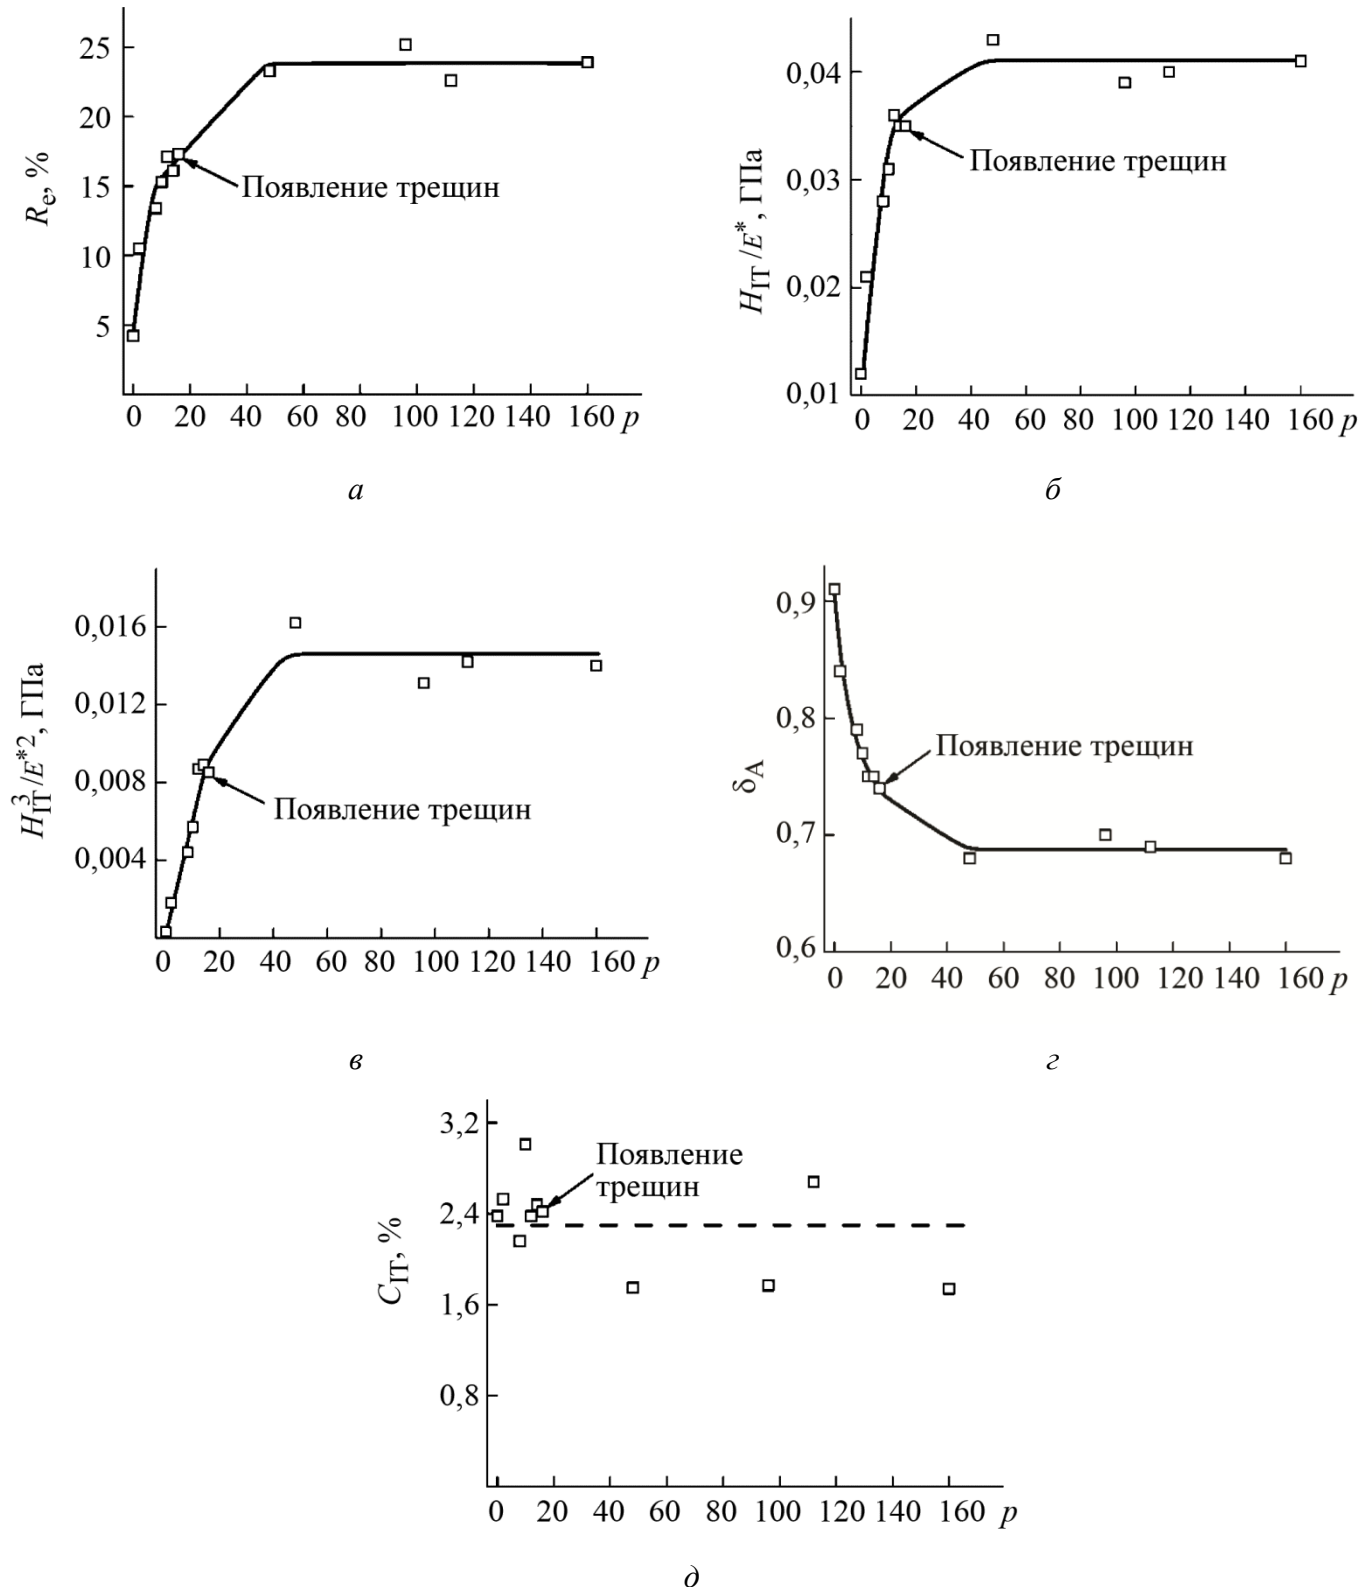 25
20
15
10
5
R_e, %
Появление трещин
0 20 40 60 80 100 120 140 160 p
а
0,04
0,03
0,02
0,01
H_IT/E*, ГПа
Появление трещин
0 20 40 60 80 100 120 140 160 p
б
0,016
0,012
0,008
0,004
H_IT^3/E*2, ГПа
Появление трещин
0 20 40 60 80 100 120 140 160 p
в
0,9
0,8
0,7
0,6
δ_A
Появление трещин
0 20 40 60 80 100 120 140 160 p
г
3,2
2,4
1,6
0,8
C_IT, %
Появление
трещин
0 20 40 60 80 100 120 140 160 p
д